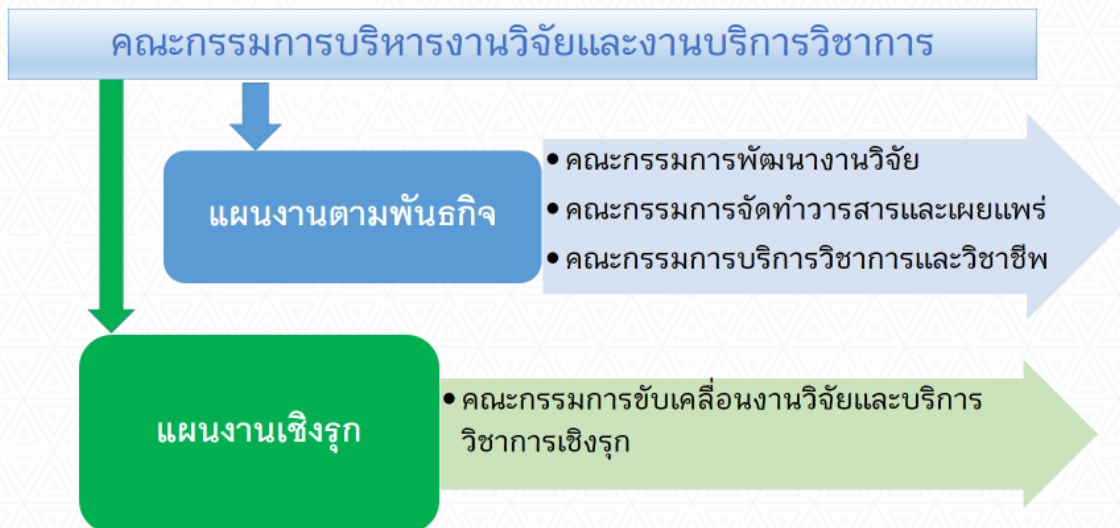 คณะกรรมการบริหารงานวิจัยและงานบริการวิชาการ
แผนงานตามพันธกิจ
• คณะกรรมการพัฒนางานวิจัย
• คณะกรรมการจัดทำวารสารและเผยแพร่
• คณะกรรมการบริการวิชาการและวิชาชีพ
แผนงานเชิงรุก
• คณะกรรมการขับเคลื่อนงานวิจัยและบริการ
วิชาการเชิงรุก